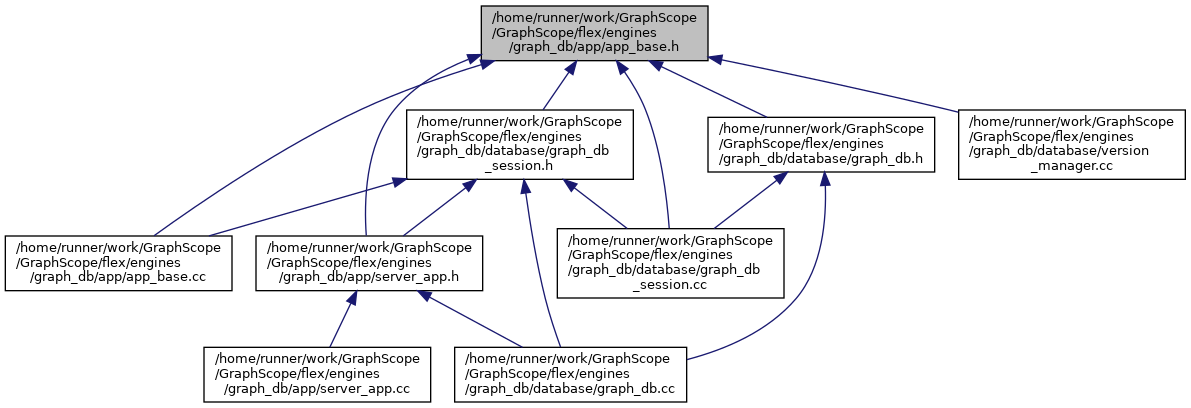 /home/runner/work/GraphScope
/GraphScope/flex/engines
/graph_db/app/app_base.h
/home/runner/work/GraphScope
/GraphScope/flex/engines
/graph_db/database/graph_db
_session.h
/home/runner/work/GraphScope
/GraphScope/flex/engines
/graph_db/database/graph_db.h
/home/runner/work/GraphScope
/GraphScope/flex/engines
/graph_db/database/version
_manager.cc
/home/runner/work/GraphScope
/GraphScope/flex/engines
/graph_db/app/app_base.cc
/home/runner/work/GraphScope
/GraphScope/flex/engines
/graph_db/app/server_app.h
/home/runner/work/GraphScope
/GraphScope/flex/engines
/graph_db/database/graph_db
_session.cc
/home/runner/work/GraphScope
/GraphScope/flex/engines
/graph_db/app/server_app.cc
/home/runner/work/GraphScope
/GraphScope/flex/engines
/graph_db/database/graph_db.cc